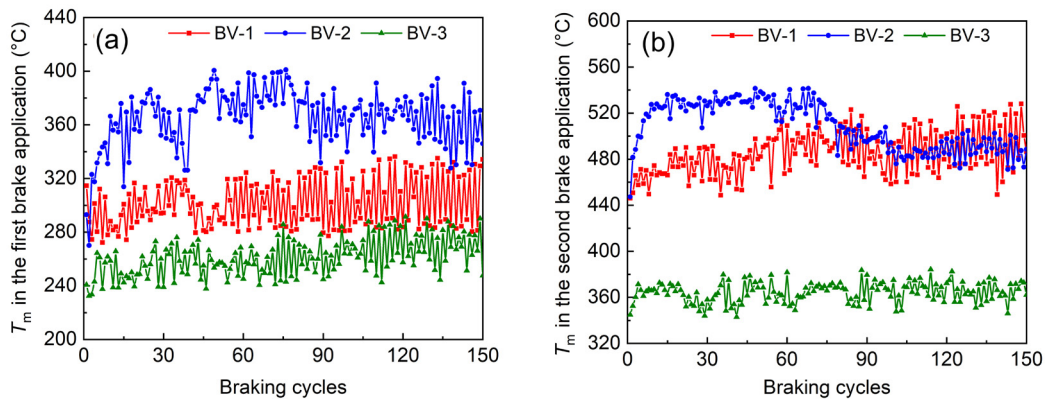 (a)
BV-1 BV-2 BV-3
Tm in the first brake application (°C)
440
400
360
320
280
240
200
0 30 60 90 120 150
Braking cycles
(b)
BV-1 BV-2 BV-3
Tm in the second brake application (°C)
600
560
520
480
440
400
360
320
0 30 60 90 120 150
Braking cycles